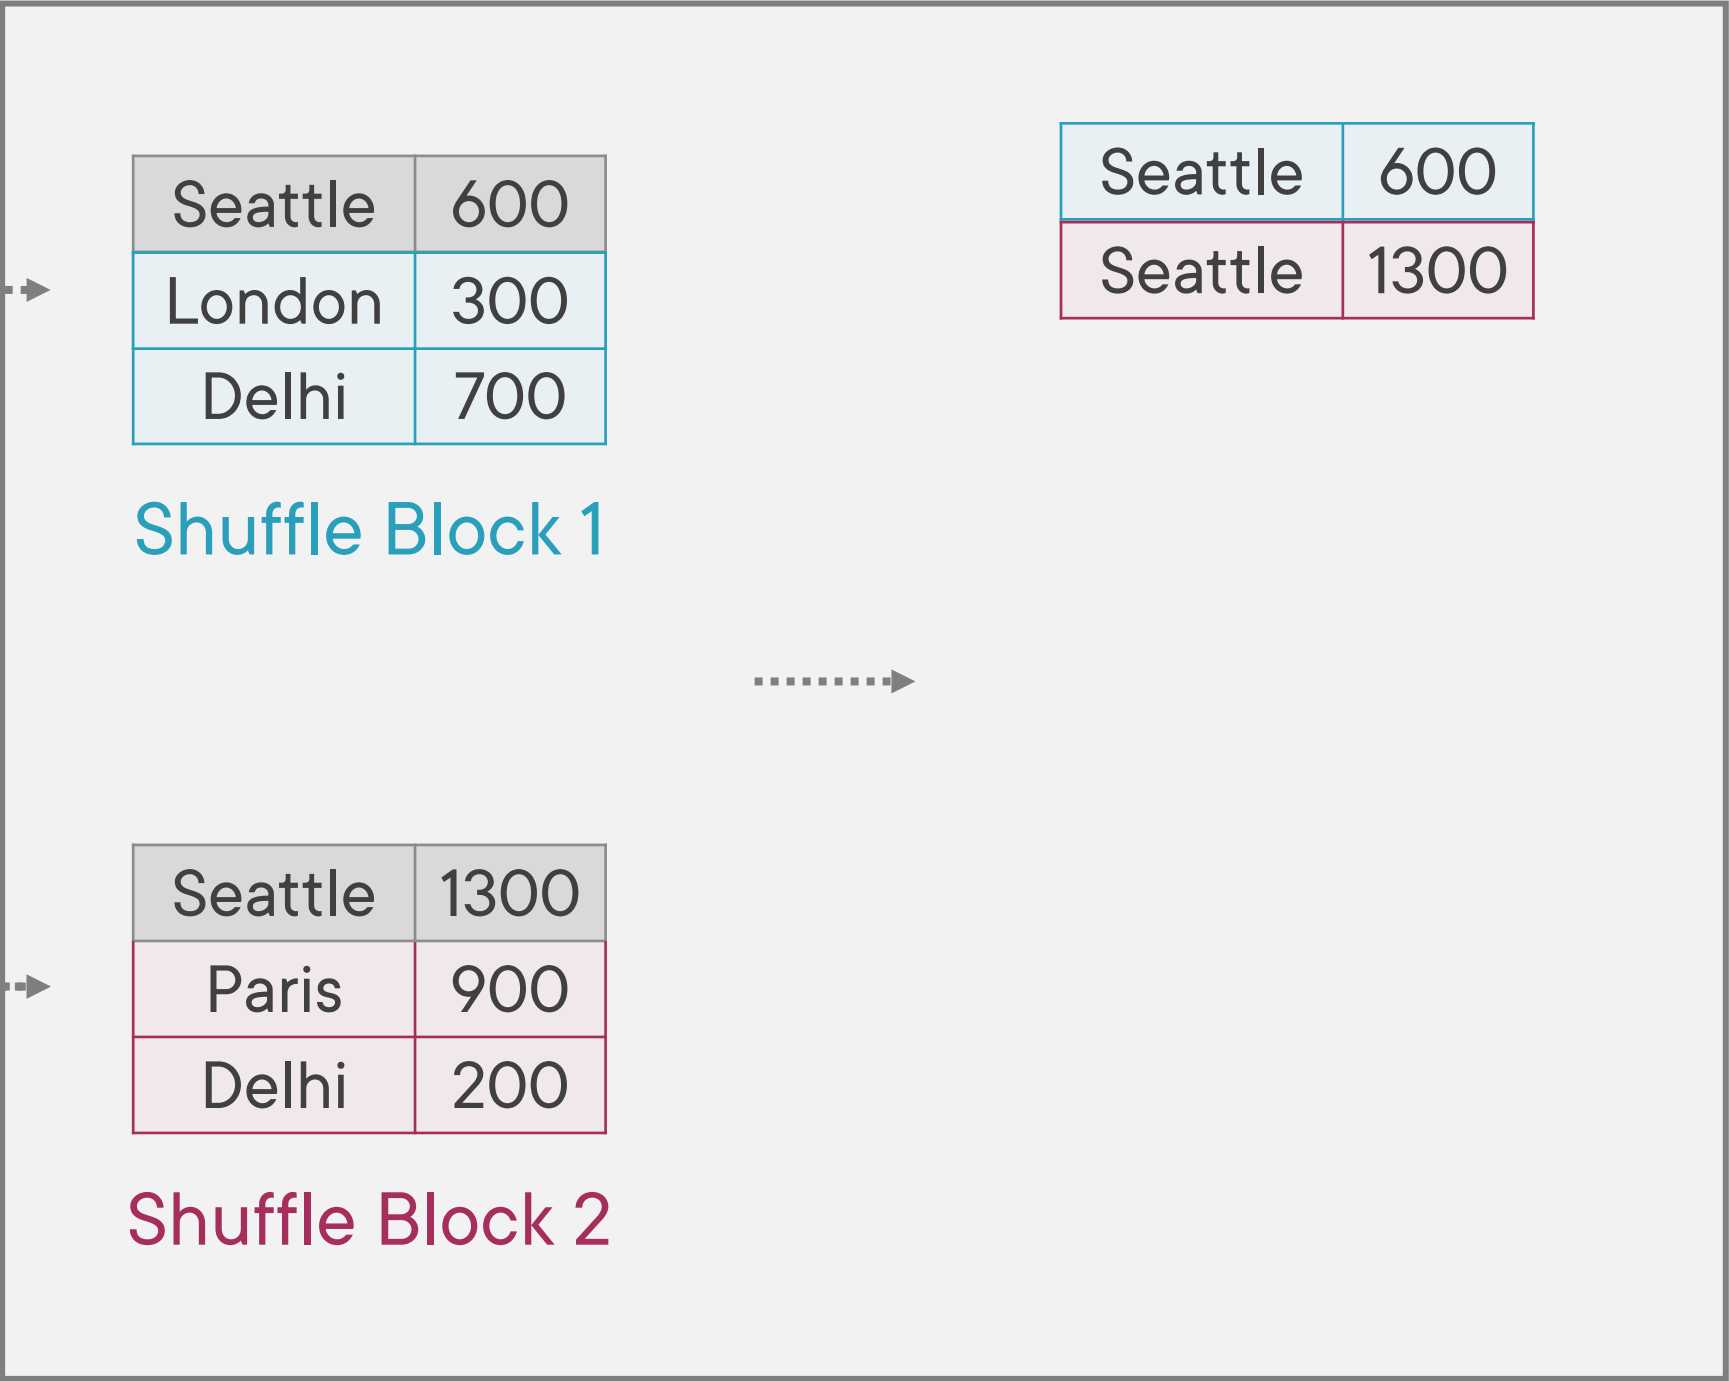 Seattle 600
London 300
Delhi 700
Shuffle Block 1
Seattle 1300
Paris 900
Delhi 200
Shuffle Block 2
Seattle 600
Seattle 1300